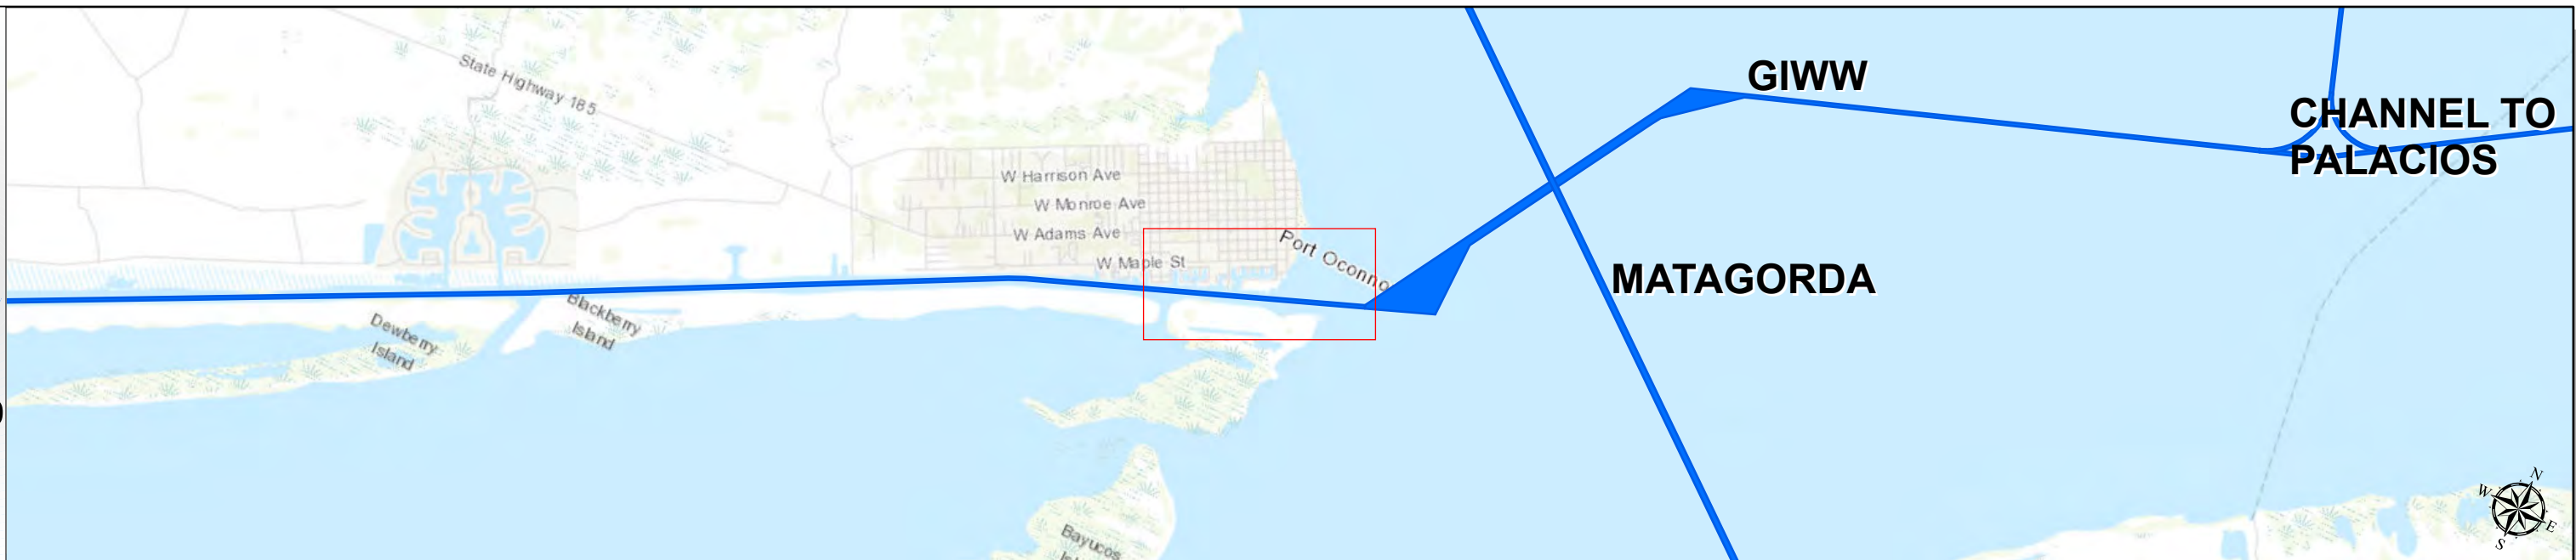 State Highway 185
GIWW
CHANNEL TO
PALACIOS
W Harrison Ave
W Monroe Ave
W Adams Ave
W Maple St
Port Oconno
MATAGORDA
Blackberry
Island
Dewberry
Island
Bayucos
N
W
E
S